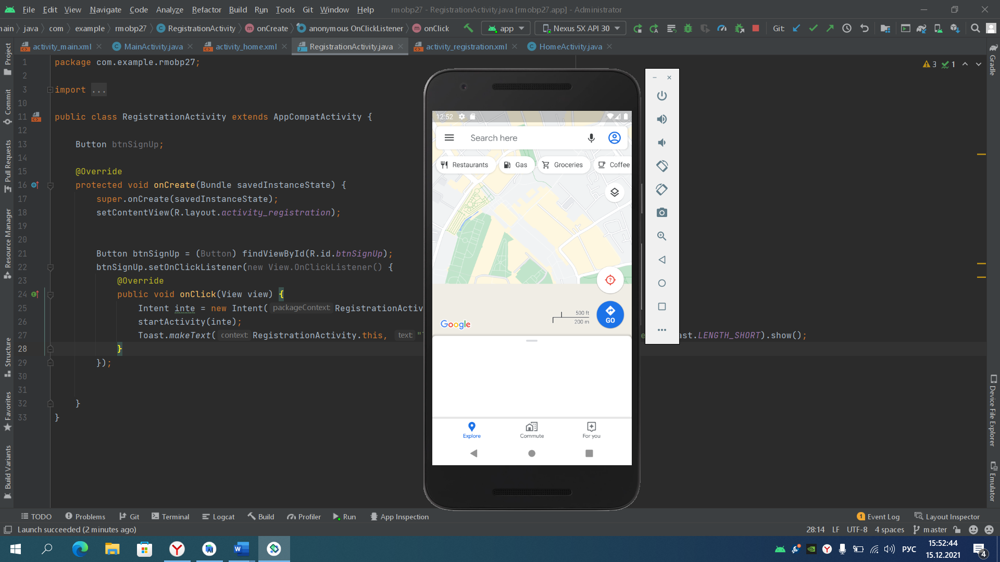 File Edit View Navigate Code Analyze Refactor Build Run Tools Git Window Help rmobp27 - RegistrationActivity.java [rmobp27.app] - Administrator
ain java com example rmobp27 RegistrationActivity onCreate anonymous OnClickListener onClick app Nexus 5X API 30 Git:
activity_main.xml MainActivity.java activity_home.xml RegistrationActivity.java activity_registration.xml HomeActivity.java
Project
Commit
Pull Requests
Resource Manager
Structure
Favorites
Build Variants
1 package com.example.rmobp27;
2
3 import ...
10
11 public class RegistrationActivity extends AppCompatActivity {
12
13 Button btnSignUp;
14
15 @Override
16 protected void onCreate(Bundle savedInstanceState) {
17 super.onCreate(savedInstanceState);
18 setContentView(R.layout.activity_registration);
19
20
21 Button btnSignUp = (Button) findViewById(R.id.btnSignUp);
22 btnSignUp.setOnClickListener(new View.OnClickListener() {
23 @Override
24 public void onClick(View view) {
25 Intent inte = new Intent( packageContext: RegistrationActiv
26 startActivity(inte);
27 Toast.makeText( context: RegistrationActivity.this, text: "
e ast.LENGTH_SHORT).show();
28 }
29 });
30
31
32 }
33 }
3 1
12:52
Search here
Restaurants Gas Groceries Coffee
500 ft
200 m
GO
Google
Explore Commute For you
Gradle
Device File Explorer
Emulator
TODO Problems Git Terminal Logcat Build Profiler Run App Inspection 1 Event Log Layout Inspector
Launch succeeded (2 minutes ago) 28:14 LF UTF-8 4 spaces master
РУС
15:52:44
15.12.2021
4